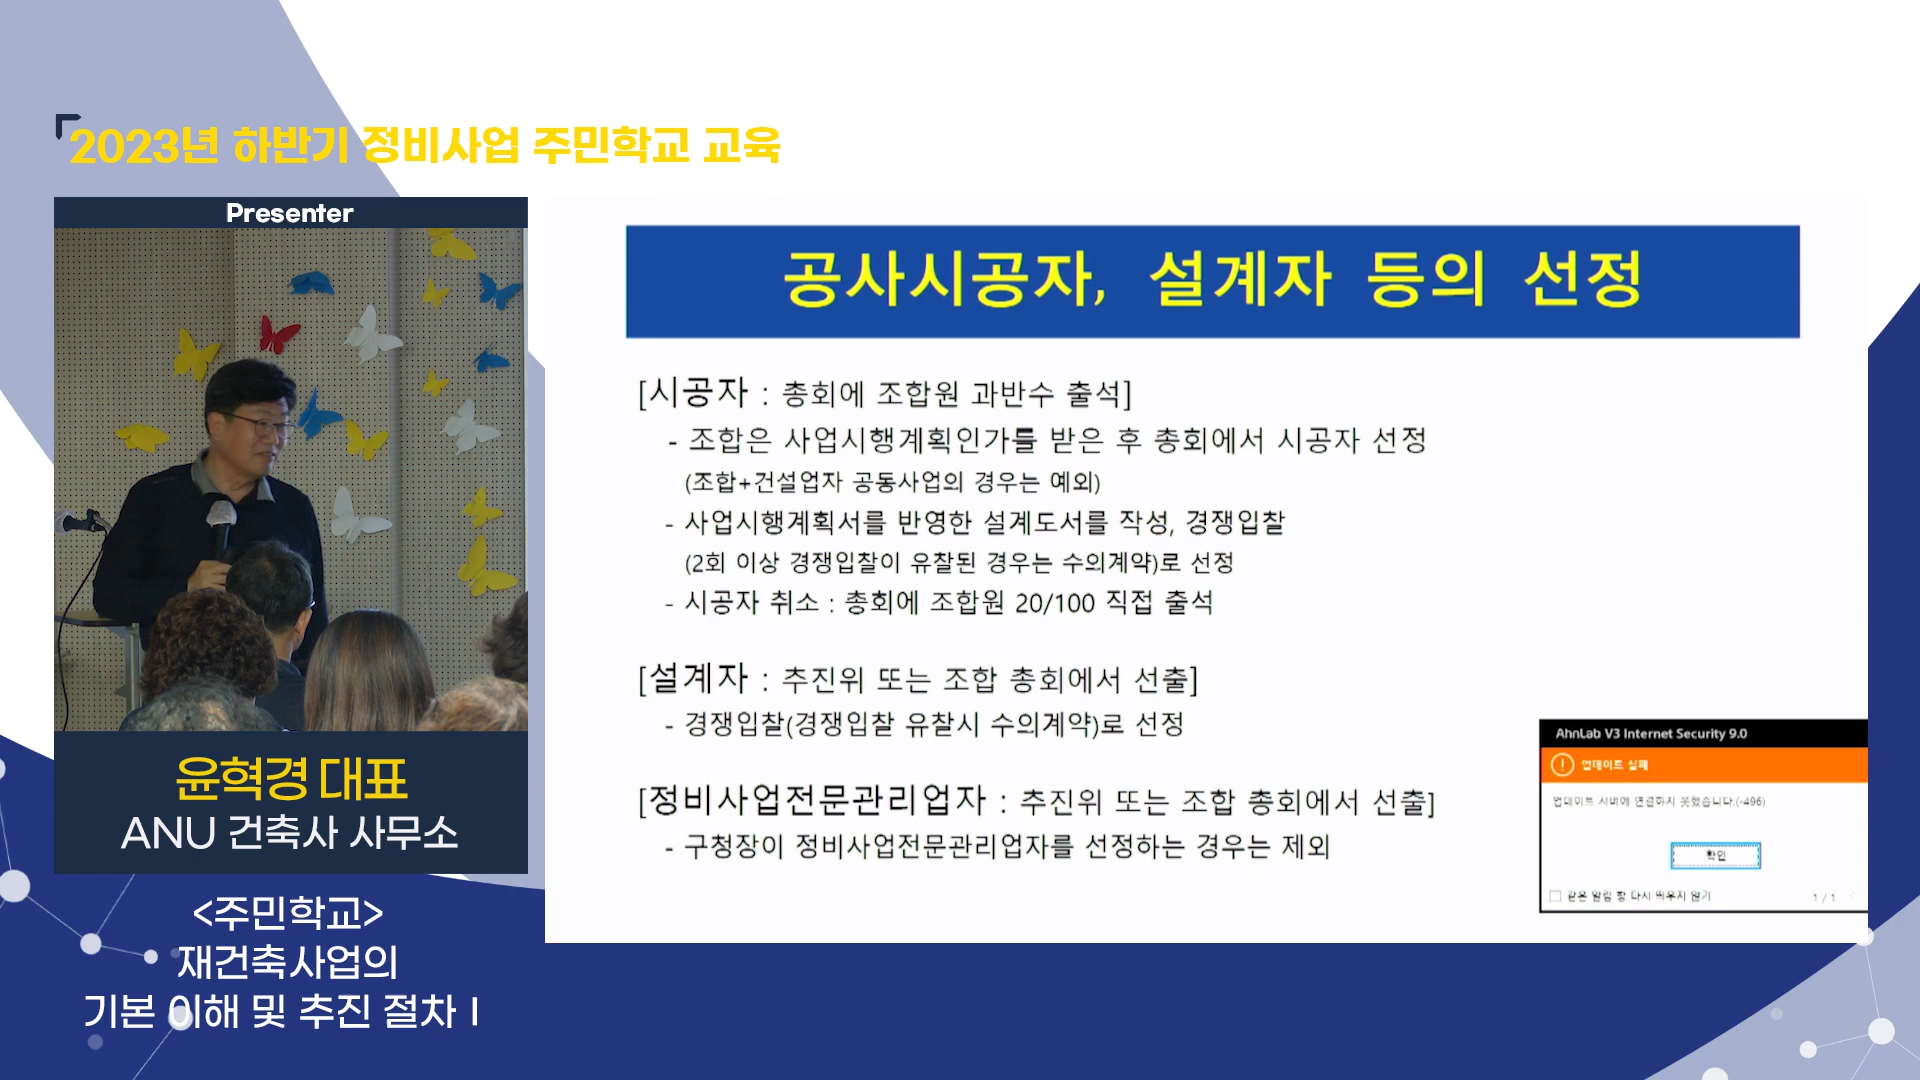 2023년 하반기 정비사업 주민학교 교육
Presenter
윤혁경 대표
ANU 건축사 사무소
<주민학교>
재건축사업의
기본 이해 및 추진 절차 I
공사시공자, 설계자 등의 선정
[시공자 : 총회에 조합원 과반수 출석]
- 조합은 사업시행계획인가를 받은 후 총회에서 시공자 선정
(조합+건설업자 공동사업의 경우는 예외)
- 사업시행계획서를 반영한 설계도서를 작성, 경쟁입찰
(2회 이상 경쟁입찰이 유찰된 경우는 수의계약)로 선정
- 시공자 취소 : 총회에 조합원 20/100 직접 출석
[설계자 : 추진위 또는 조합 총회에서 선출]
- 경쟁입찰(경쟁입찰 유찰시 수의계약)로 선정
[정비사업전문관리업자 : 추진위 또는 조합 총회에서 선출]
- 구청장이 정비사업전문관리업자를 선정하는 경우는 제외
AhnLab V3 Internet Security 9.0
업데이트 실패
업데이트 서버에 연결하지 못했습니다.(-496)
확인
같은 알림 창 다시 띄우지 않기
1 / 1